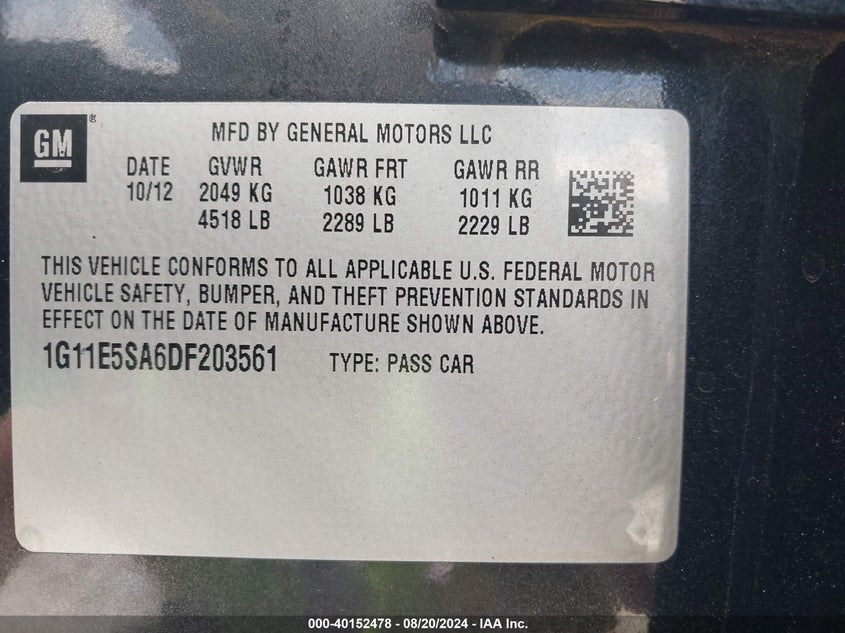 GM ®
MFD BY GENERAL MOTORS LLC
DATE GVWR GAWR FRT GAWR RR
10/12 2049 KG 1038 KG 1011 KG
4518 LB 2289 LB 2229 LB
THIS VEHICLE CONFORMS TO ALL APPLICABLE U.S. FEDERAL MOTOR
VEHICLE SAFETY, BUMPER, AND THEFT PREVENTION STANDARDS IN
EFFECT ON THE DATE OF MANUFACTURE SHOWN ABOVE.
1G11E5SA6DF203561 TYPE: PASS CAR
000-40152478 - 08/20/2024 - IAA Inc.